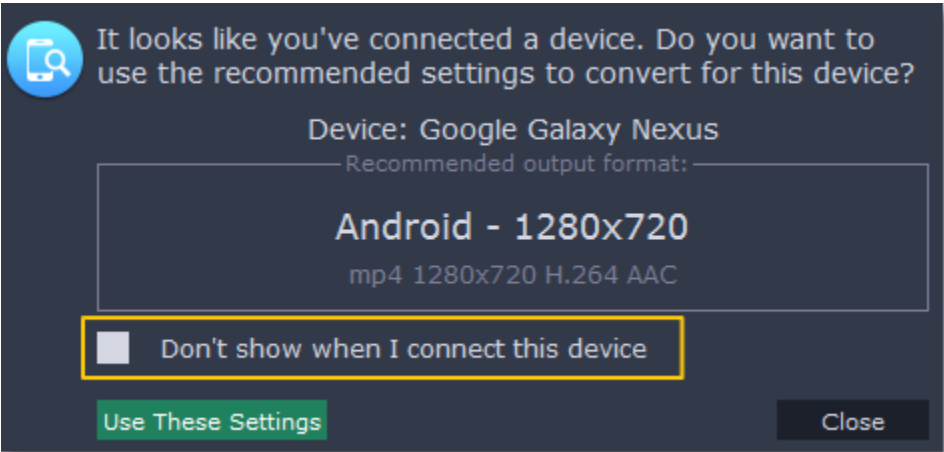 It looks like you've connected a device. Do you want to
use the recommended settings to convert for this device?
Device: Google Galaxy Nexus
Recommended output format:
Android - 1280x720
mp4 1280x720 H.264 AAC
Don't show when I connect this device
Use These Settings
Close